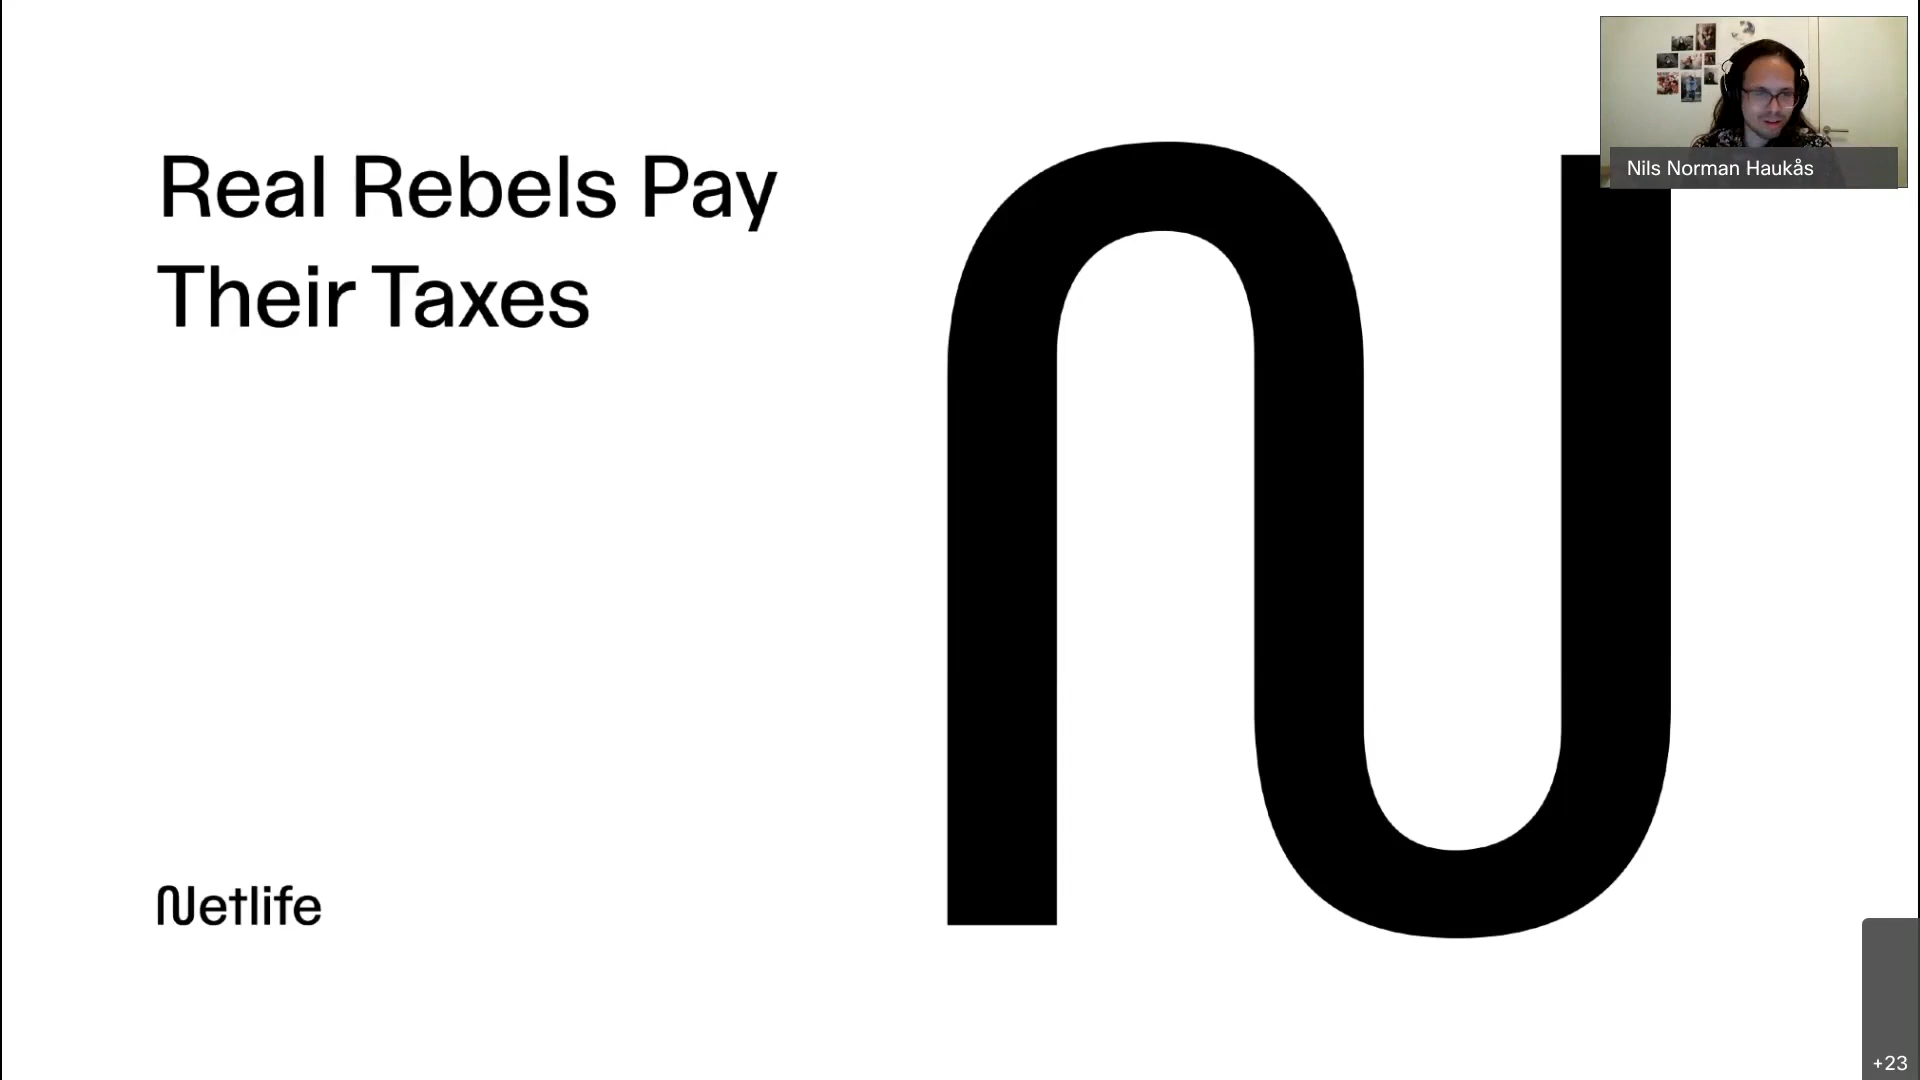 Real Rebels Pay
Their Taxes
Nils Norman Haukås
Netlife
+23